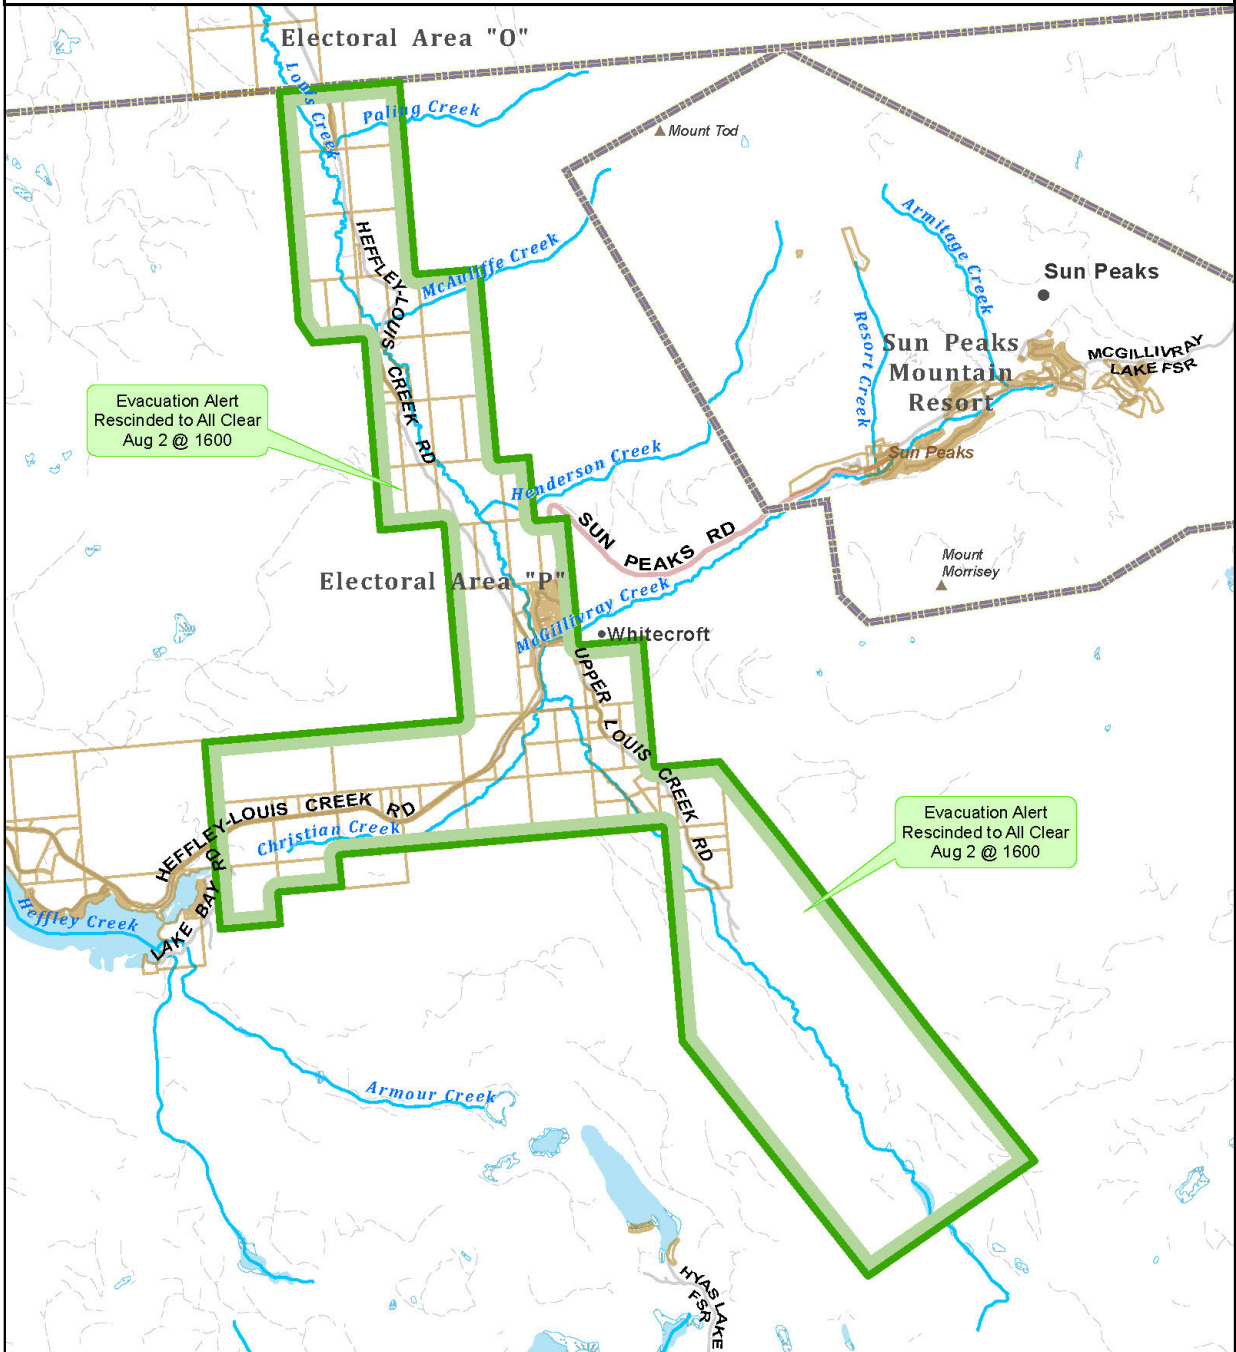 Electoral Area "O"
Louis Creek
Paling Creek
Mount Tod
HEFFLEY-LOUIS CREEK RD
McAuliffe Creek
Armitage Creek
Sun Peaks
Resort Creek
Sun Peaks
Mountain
Resort
MCGILLIVRAY
LAKE FSR
Evacuation Alert
Rescinded to All Clear
Aug 2 @ 1600
Sun Peaks
Henderson Creek
SUN PEAKS RD
Mount
Morrisey
Electoral Area "P"
McGillivray Creek
Whitecroft
UPPER LOUIS CREEK RD
HEFFLEY-LOUIS CREEK RD
Christian Creek
Evacuation Alert
Rescinded to All Clear
Aug 2 @ 1600
LAKE BAY RD
Heffley Creek
Armour Creek
HYAS LAKE
FSR